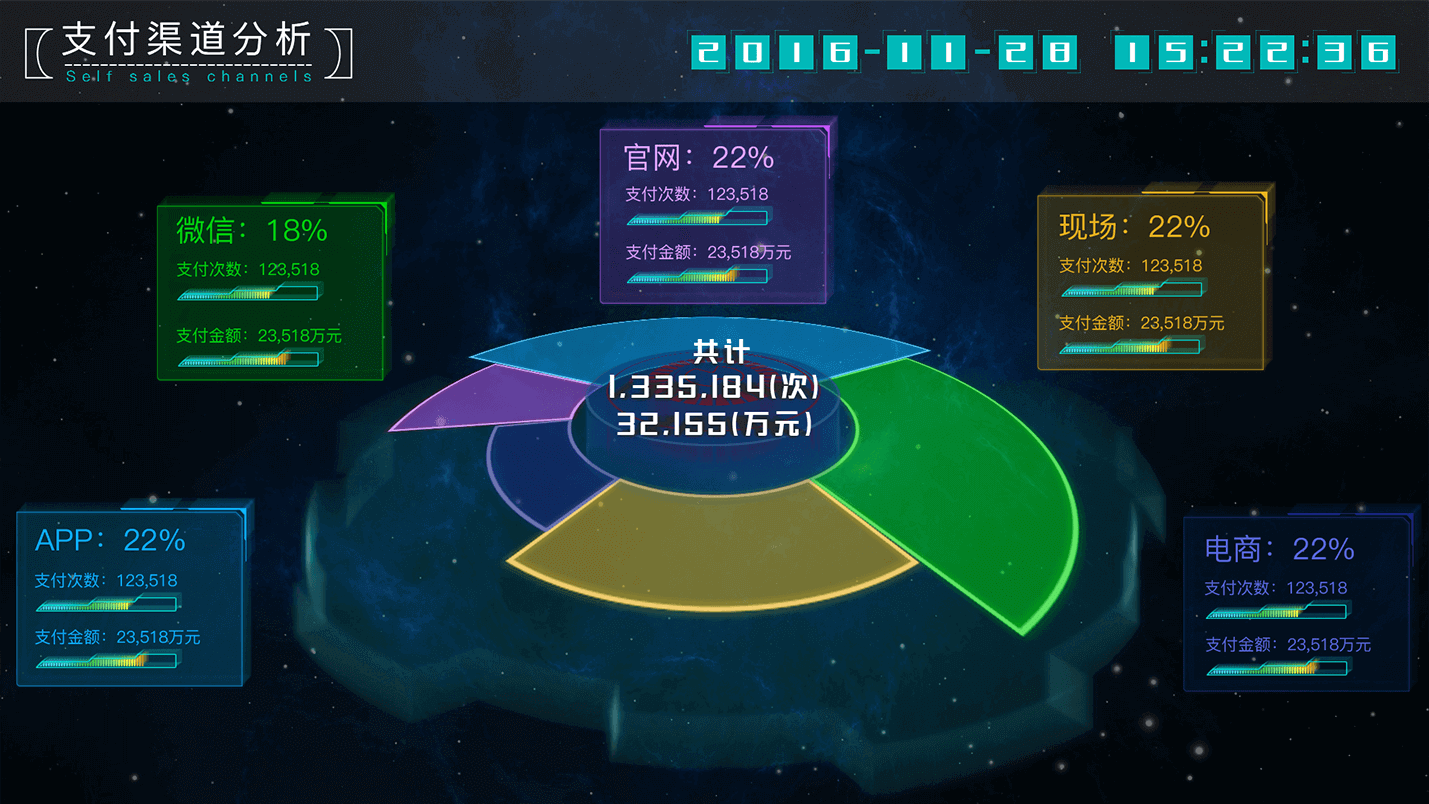 支付渠道分析
Self sales channels
2016-11-28 15:22:36
官网：22%
支付次数：123,518
支付金额：23,518万元
微信：18%
支付次数：123,518
支付金额：23,518万元
现场：22%
支付次数：123,518
支付金额：23,518万元
共计
1,335,184(次)
32,155(万元)
APP：22%
支付次数：123,518
支付金额：23,518万元
电商：22%
支付次数：123,518
支付金额：23,518万元